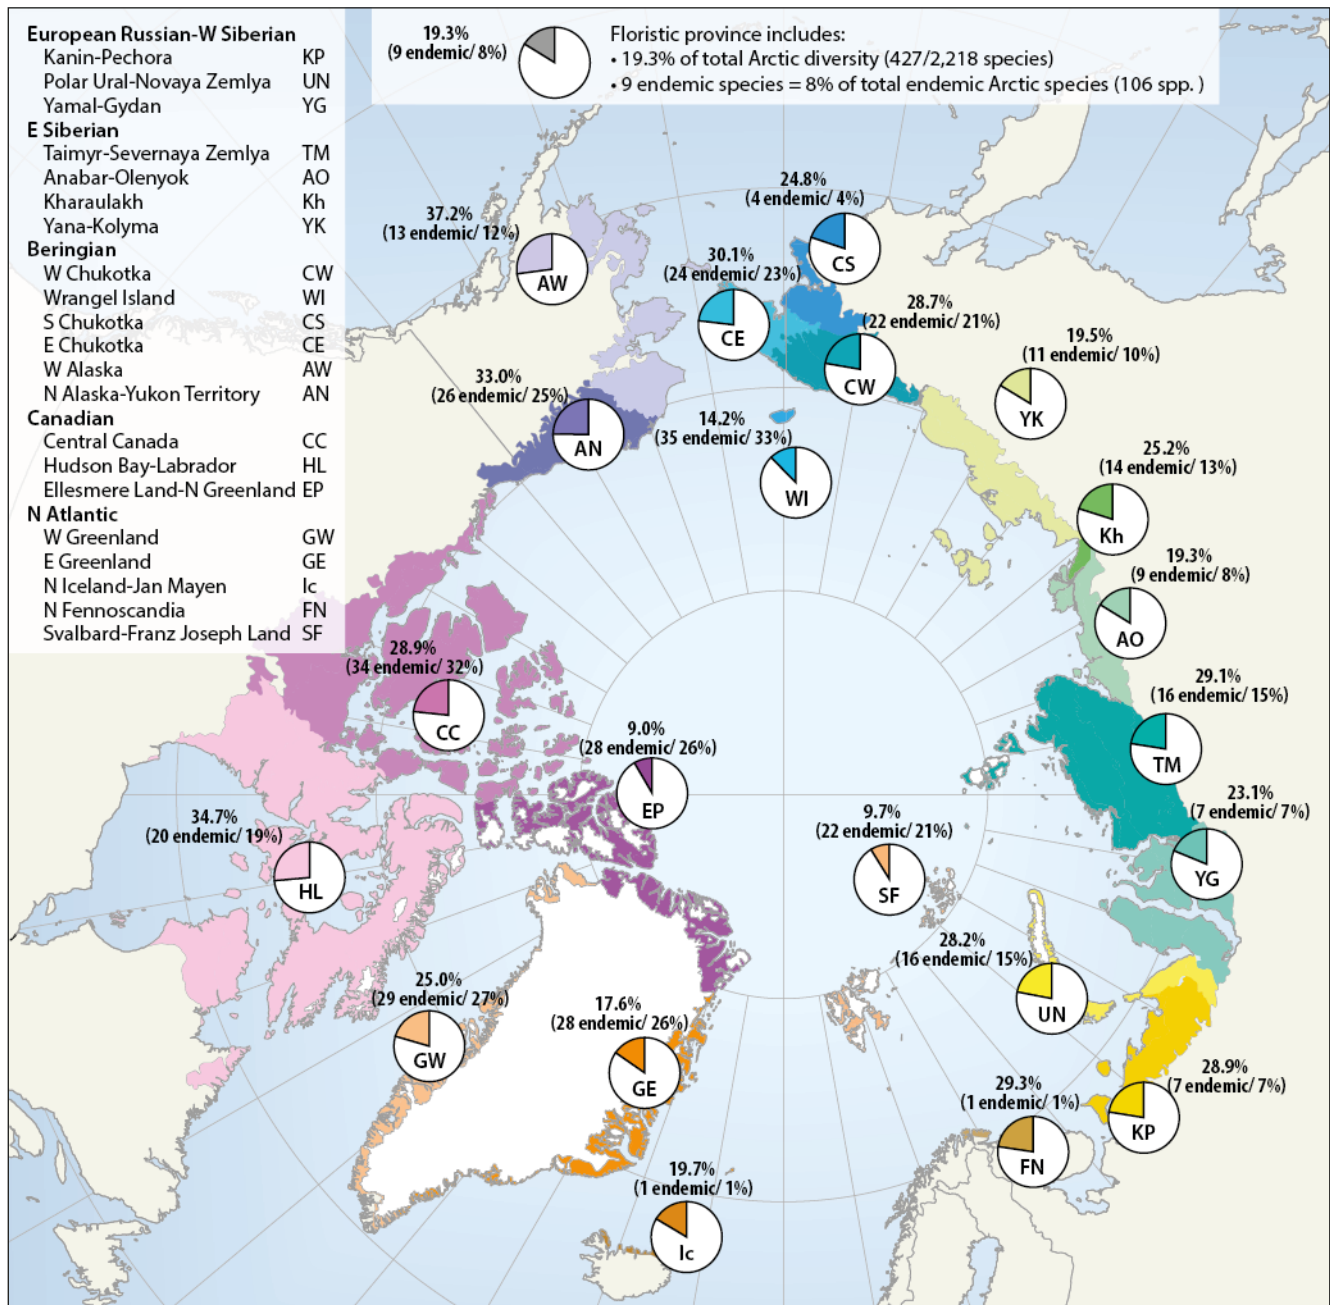 European Russian-W Siberian
Kanin-Pechora KP
Polar Ural-Novaya Zemlya UN
Yamal-Gydan YG
E Siberian
Taimyr-Severnaya Zemlya TM
Anabar-Olenyok AO
Kharaulakh Kh
Yana-Kolyma YK
Beringian
W Chukotka CW
Wrangel Island WI
S Chukotka CS
E Chukotka CE
W Alaska AW
N Alaska-Yukon Territory AN
Canadian
Central Canada CC
Hudson Bay-Labrador HL
Ellesmere Land-N Greenland EP
N Atlantic
W Greenland GW
E Greenland GE
N Iceland-Jan Mayen Ic
N Fennoscandia FN
Svalbard-Franz Joseph Land SF
19.3%
(9 endemic/ 8%)
Floristic province includes:
• 19.3% of total Arctic diversity (427/2,218 species)
• 9 endemic species = 8% of total endemic Arctic species (106 spp. )
24.8%
(4 endemic/ 4%)
CS
37.2%
(13 endemic/ 12%)
AW
30.1%
(24 endemic/ 23%)
CE
28.7%
(22 endemic/ 21%)
CW
19.5%
(11 endemic/ 10%)
YK
33.0%
(26 endemic/ 25%)
AN
14.2%
(35 endemic/ 33%)
WI
25.2%
(14 endemic/ 13%)
Kh
19.3%
(9 endemic/ 8%)
AO
28.9%
(34 endemic/ 32%)
CC
29.1%
(16 endemic/ 15%)
TM
9.0%
(28 endemic/ 26%)
EP
23.1%
(7 endemic/ 7%)
YG
34.7%
(20 endemic/ 19%)
HL
9.7%
(22 endemic/ 21%)
SF
28.2%
(16 endemic/ 15%)
UN
25.0%
(29 endemic/ 27%)
GW
17.6%
(28 endemic/ 26%)
GE
28.9%
(7 endemic/ 7%)
KP
29.3%
(1 endemic/ 1%)
FN
19.7%
(1 endemic/ 1%)
Ic